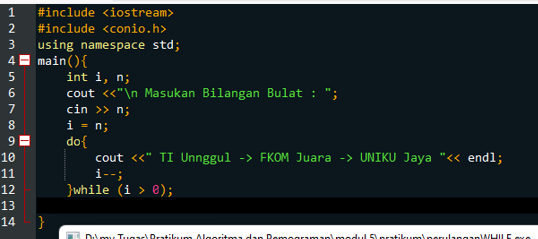 1 #include <iostream>
2 #include <conio.h>
3 using namespace std;
4 main(){
5 int i, n;
6 cout <<"\n Masukan Bilangan Bulat : ";
7 cin >> n;
8 i = n;
9 do{
10 cout <<" TI Unnggul -> FKOM Juara -> UNIKU Jaya "<< endl;
11 i--;
12 }while (i > 0);
13
14 }
D:\my Tugas\Pratikum Algoritma dan Pemograman\modul 5\pratikum\perulanganWHILE.exe